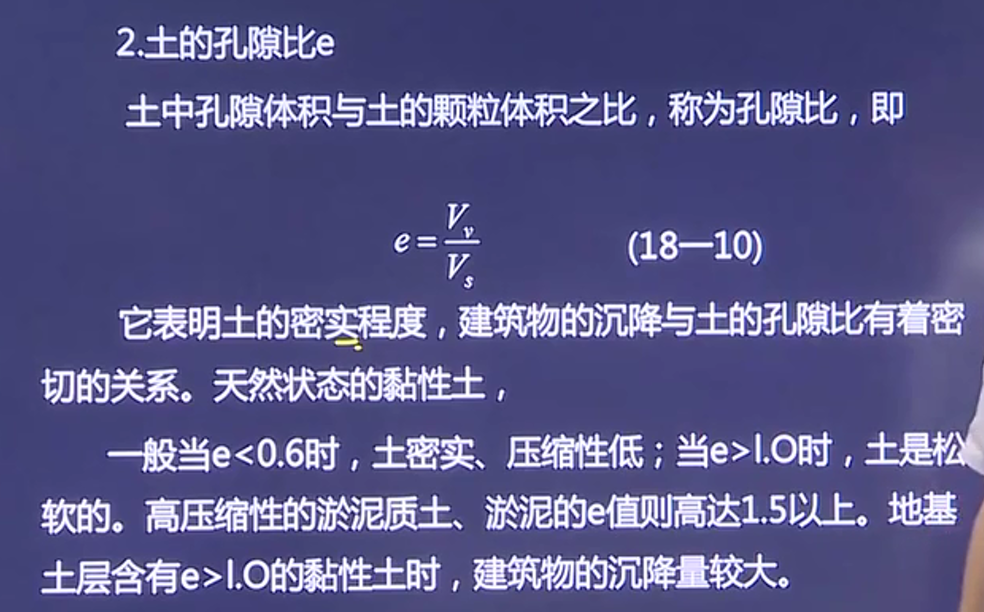 2.土的孔隙比e
土中孔隙体积与土的颗粒体积之比，称为孔隙比，即
e=V_v/V_s (18—10)
它表明土的密实程度，建筑物的沉降与土的孔隙比有着密
切的关系。天然状态的黏性土，
一般当e<0.6时，土密实、压缩性低；当e>l.O时，土是松
软的。高压缩性的淤泥质土、淤泥的e值则高达1.5以上。地基
土层含有e>l.O的黏性土时，建筑物的沉降量较大。